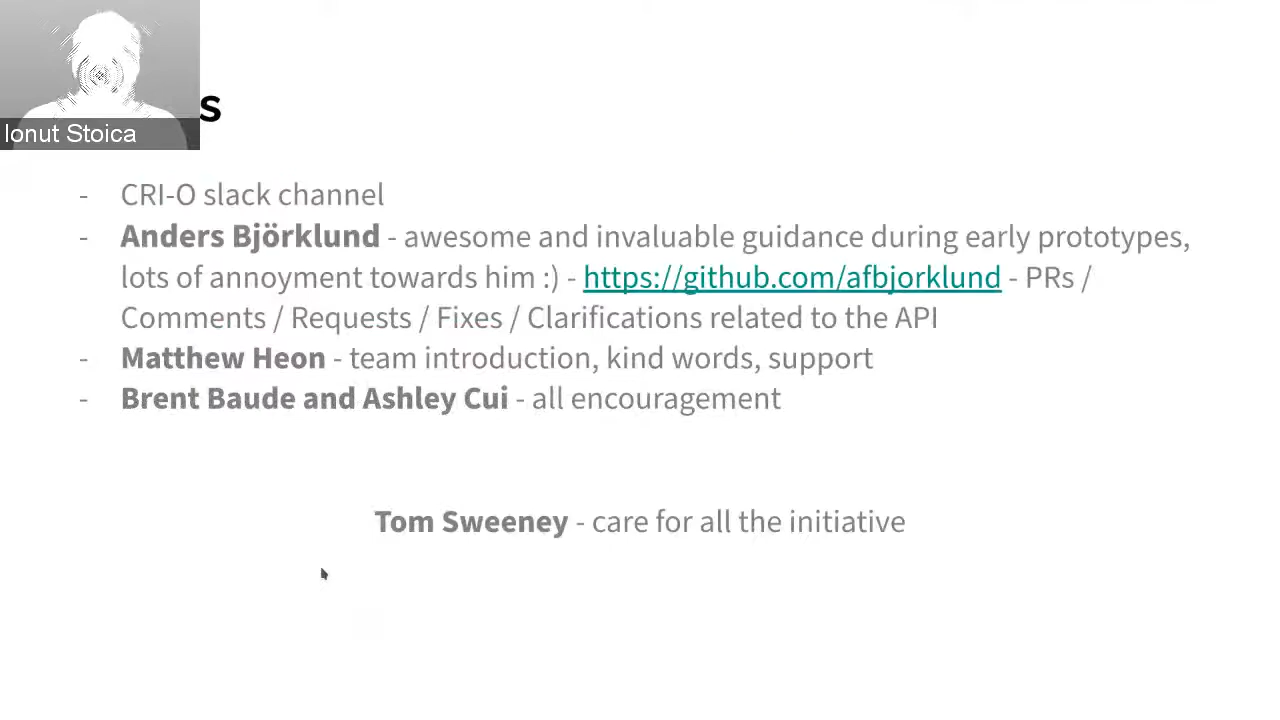 Ionut Stoica
s
- CRI-O slack channel
- Anders Björklund - awesome and invaluable guidance during early prototypes,
lots of annoyment towards him :) - https://github.com/afbjorklund - PRs /
Comments / Requests / Fixes / Clarifications related to the API
- Matthew Heon - team introduction, kind words, support
- Brent Baude and Ashley Cui - all encouragement
Tom Sweeney - care for all the initiative